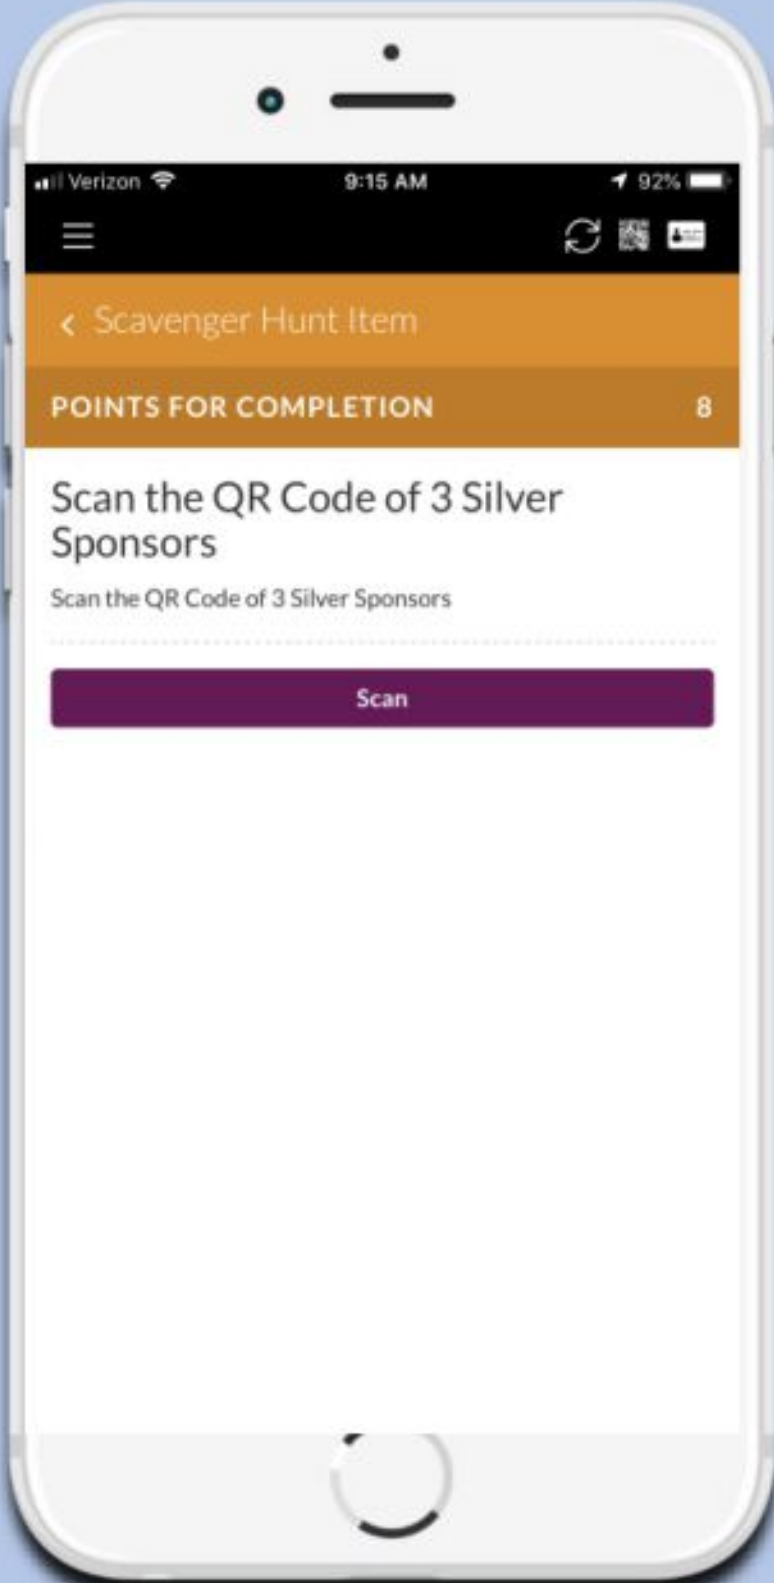 Verizon 9:15 AM 92%
Scavenger Hunt Item
POINTS FOR COMPLETION 8
Scan the QR Code of 3 Silver
Sponsors
Scan the QR Code of 3 Silver Sponsors
Scan